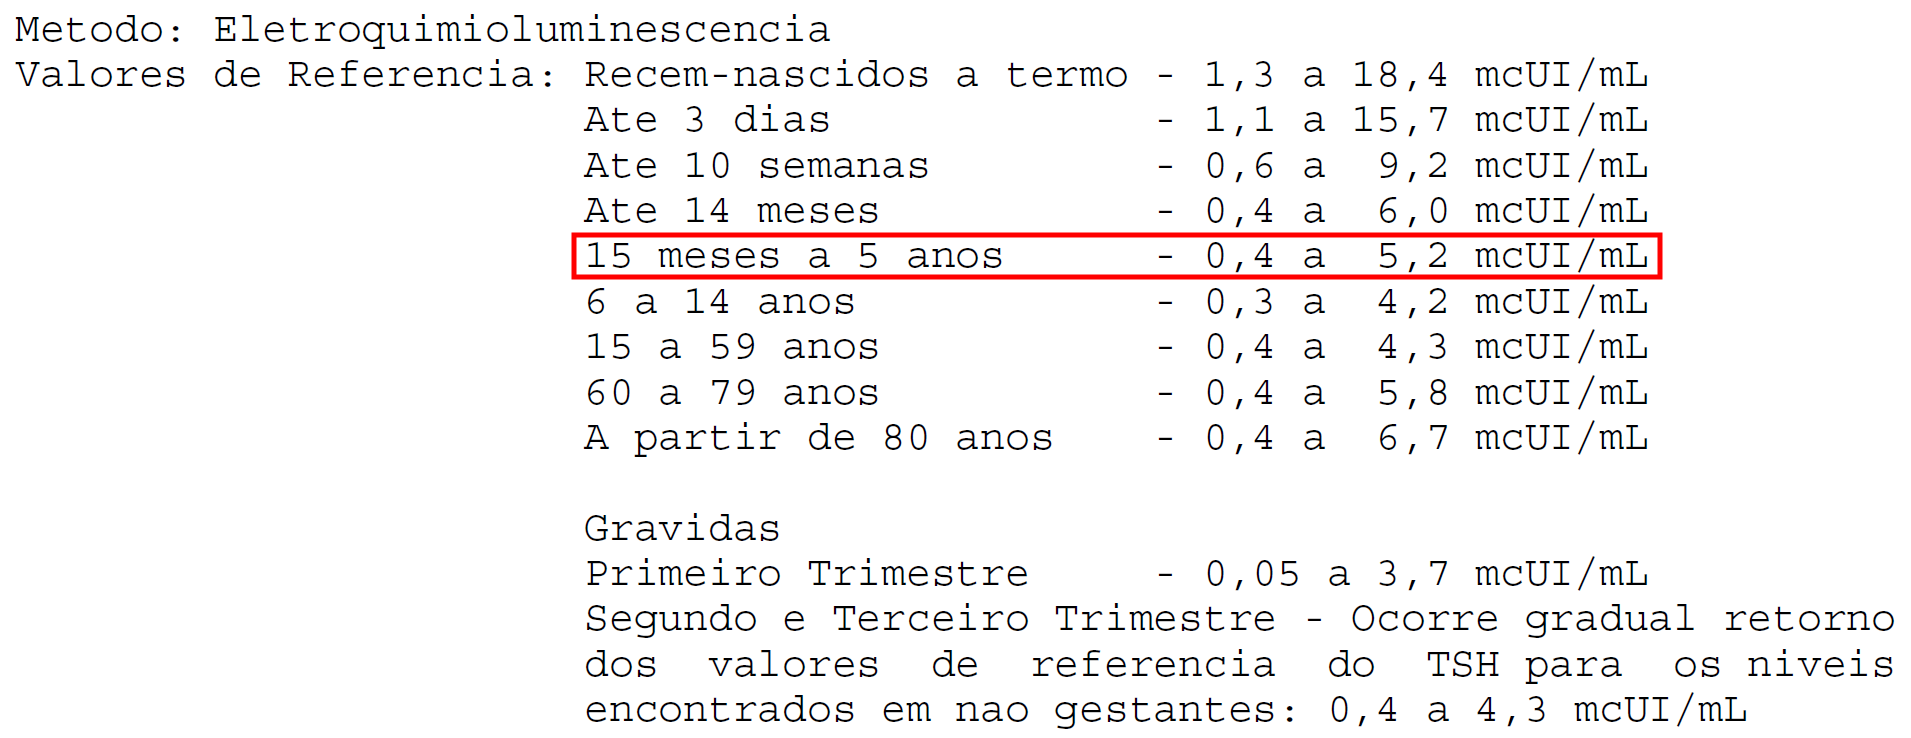 Metodo: Eletroquimioluminescencia
Valores de Referencia: Recem-nascidos a termo - 1,3 a 18,4 mcUI/mL
Ate 3 dias - 1,1 a 15,7 mcUI/mL
Ate 10 semanas - 0,6 a 9,2 mcUI/mL
Ate 14 meses - 0,4 a 6,0 mcUI/mL
15 meses a 5 anos - 0,4 a 5,2 mcUI/mL
6 a 14 anos - 0,3 a 4,2 mcUI/mL
15 a 59 anos - 0,4 a 4,3 mcUI/mL
60 a 79 anos - 0,4 a 5,8 mcUI/mL
A partir de 80 anos - 0,4 a 6,7 mcUI/mL
Gravidas
Primeiro Trimestre - 0,05 a 3,7 mcUI/mL
Segundo e Terceiro Trimestre - Ocorre gradual retorno
dos valores de referencia do TSH para os niveis
encontrados em nao gestantes: 0,4 a 4,3 mcUI/mL